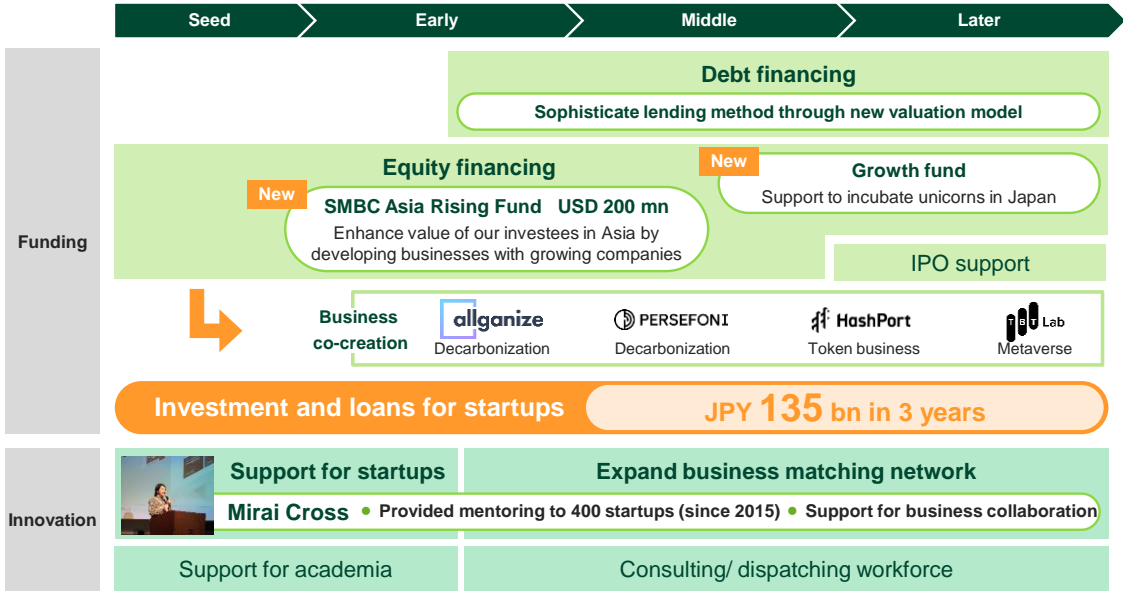 Seed
Early
Middle
Later
Funding
Debt financing
Sophisticate lending method through new valuation model
Equity financing
New
SMBC Asia Rising Fund USD 200 mn
Enhance value of our investees in Asia by
developing businesses with growing companies
New
Growth fund
Support to incubate unicorns in Japan
IPO support
Business
co-creation
allganize
Decarbonization
PERSEFONI
Decarbonization
HashPort
Token business
TBT Lab
Metaverse
Investment and loans for startups
JPY 135 bn in 3 years
Innovation
Support for startups
Expand business matching network
Mirai Cross • Provided mentoring to 400 startups (since 2015) • Support for business collaboration
Support for academia
Consulting/ dispatching workforce